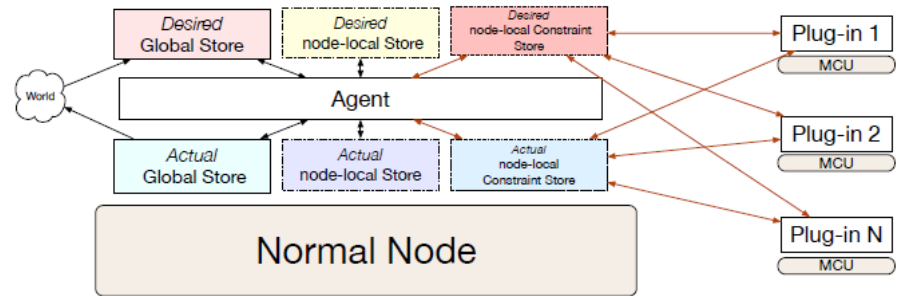 Desired
Global Store
Desired
node-local Store
Desired
node-local Constraint
Store
Plug-in 1
MCU
World
Agent
Plug-in 2
MCU
Actual
Global Store
Actual
node-local Store
Actual
node-local
Constraint Store
Normal Node
Plug-in N
MCU